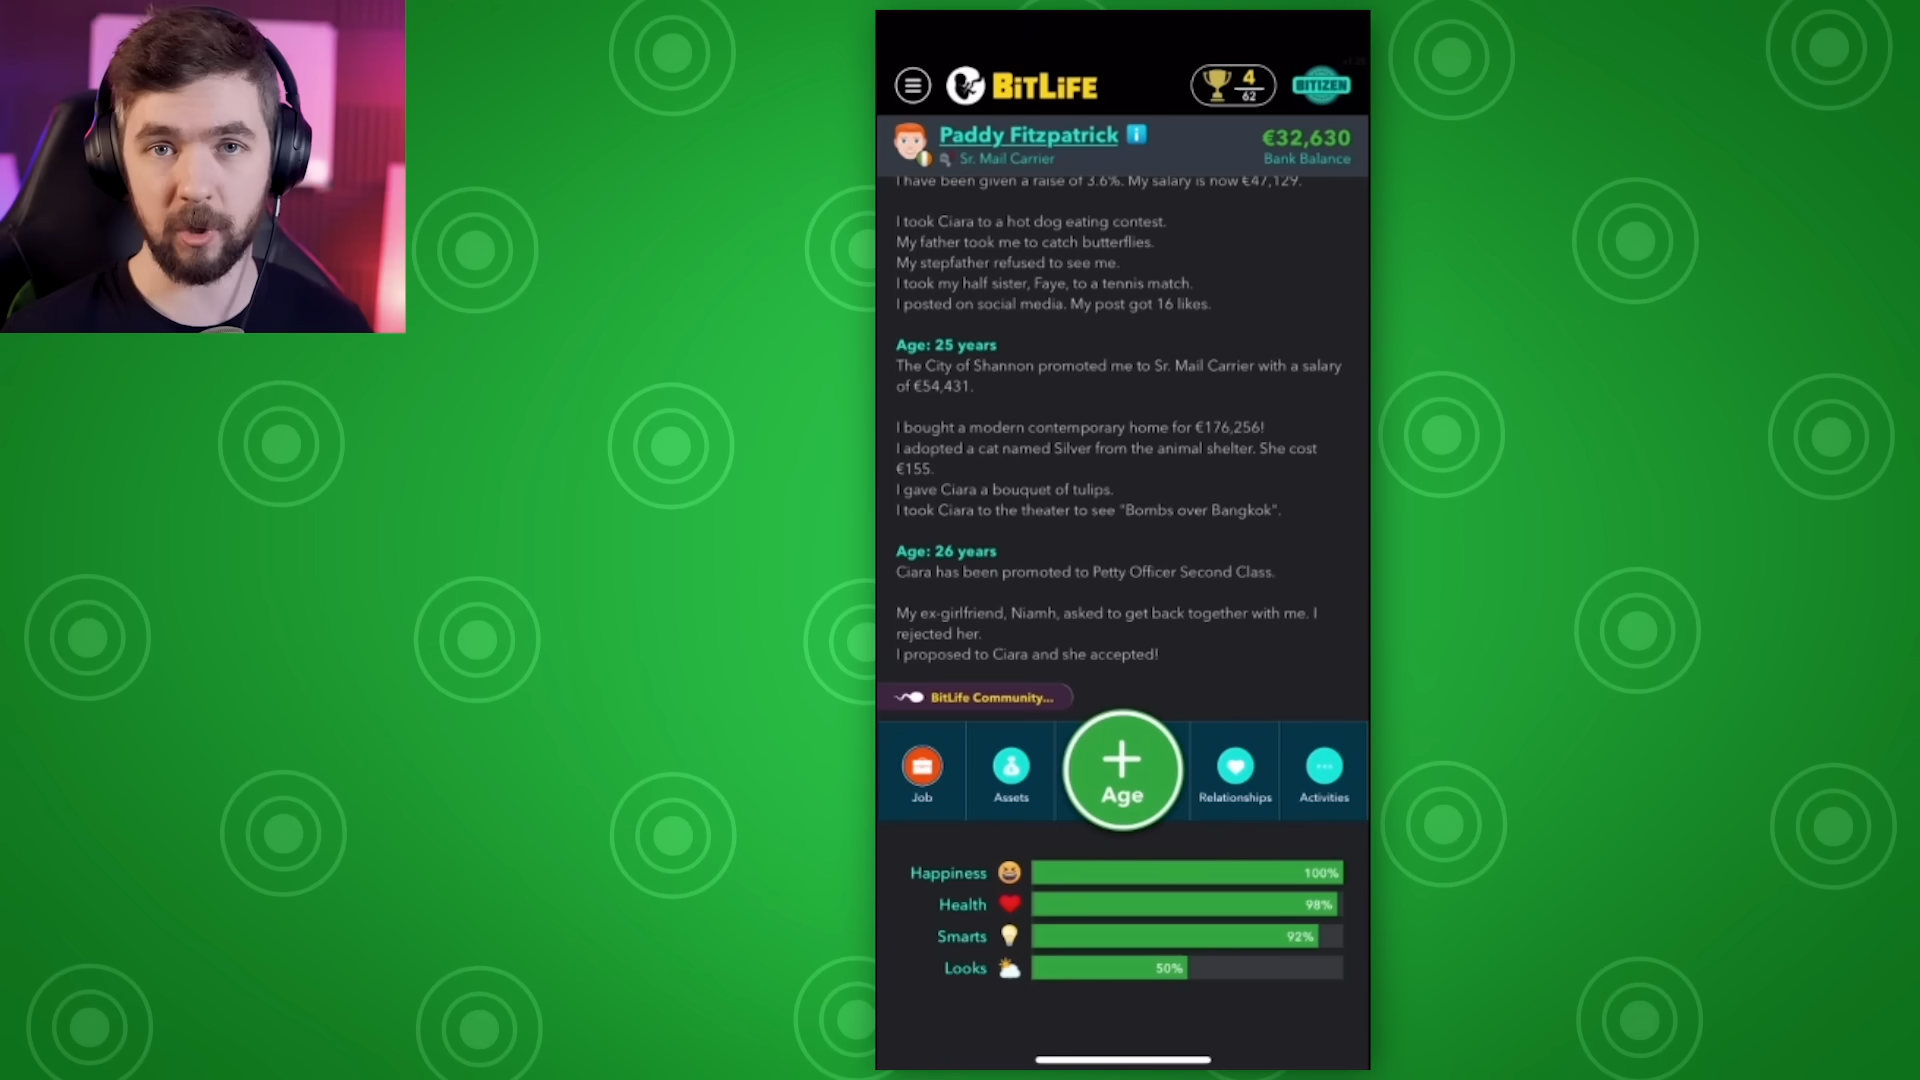 BITLIFE
4
62
BITIZEN
Paddy Fitzpatrick i
€32,630
Sr. Mail Carrier
Bank Balance
I have been given a raise of 3.6%. My salary is now €47,129.
I took Ciara to a hot dog eating contest.
My father took me to catch butterflies.
My stepfather refused to see me.
I took my half sister, Faye, to a tennis match.
I posted on social media. My post got 16 likes.
Age: 25 years
The City of Shannon promoted me to Sr. Mail Carrier with a salary
of €54,431.
I bought a modern contemporary home for €176,256!
I adopted a cat named Silver from the animal shelter. She cost
€155.
I gave Ciara a bouquet of tulips.
I took Ciara to the theater to see "Bombs over Bangkok".
Age: 26 years
Ciara has been promoted to Petty Officer Second Class.
My ex-girlfriend, Niamh, asked to get back together with me. I
rejected her.
I proposed to Ciara and she accepted!
BitLife Community...
Job
Assets
Age
Relationships
Activities
Happiness 100%
Health 98%
Smarts 92%
Looks 50%